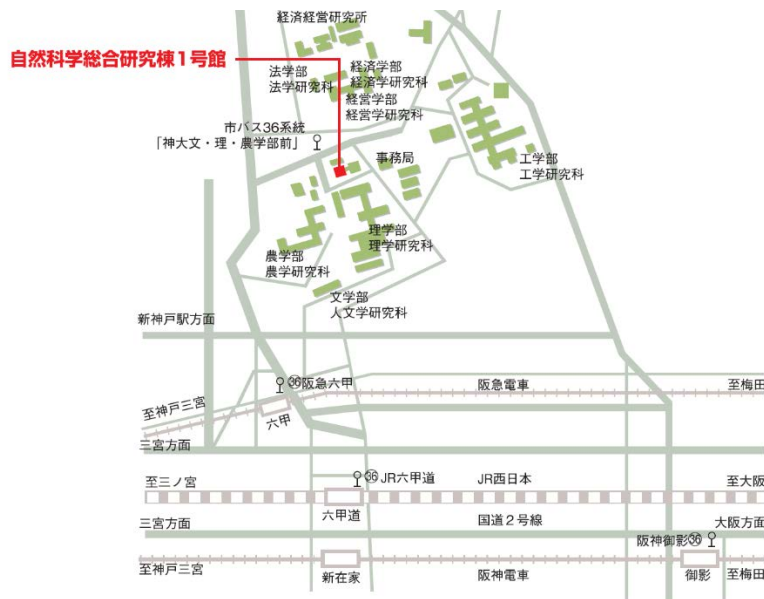 経済経営研究所
自然科学総合研究棟1号館
法学部
法学研究科
経済学部
経済学研究科
経営学部
経営学研究科
市バス36系統
「神大文・理・農学部前」
事務局
工学部
工学研究科
理学部
理学研究科
農学部
農学研究科
文学部
人文学研究科
新神戸駅方面
㊱阪急六甲
阪急電車
至梅田
至神戸三宮
六甲
三宮方面
㊱JR六甲道
至三ノ宮
JR西日本
至大阪
六甲道
三宮方面
国道2号線
大阪方面
阪神御影㊱
至神戸三宮
新在家
阪神電車
御影
至梅田